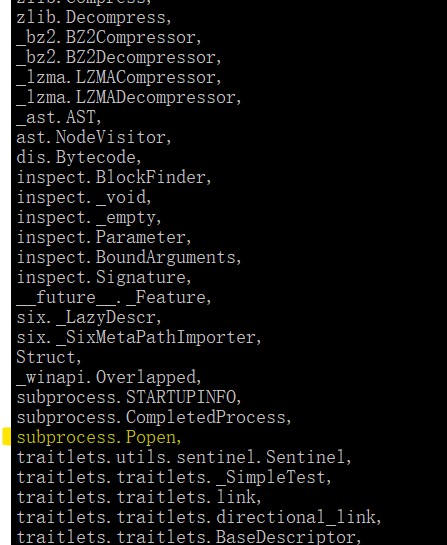 zlib.Compress,
zlib.Decompress,
_bz2.BZ2Compressor,
_bz2.BZ2Decompressor,
_lzma.LZMACompressor,
_lzma.LZMADecompressor,
_ast.AST,
ast.NodeVisitor,
dis.Bytecode,
inspect.BlockFinder,
inspect._void,
inspect._empty,
inspect.Parameter,
inspect.BoundArguments,
inspect.Signature,
__future__._Feature,
six._LazyDescr,
six._SixMetaPathImporter,
Struct,
_winapi.Overlapped,
subprocess.STARTUPINFO,
subprocess.CompletedProcess,
subprocess.Popen,
traitlets.utils.sentinel.Sentinel,
traitlets.traitlets._SimpleTest,
traitlets.traitlets.link,
traitlets.traitlets.directional_link,
traitlets.traitlets.BaseDescriptor,